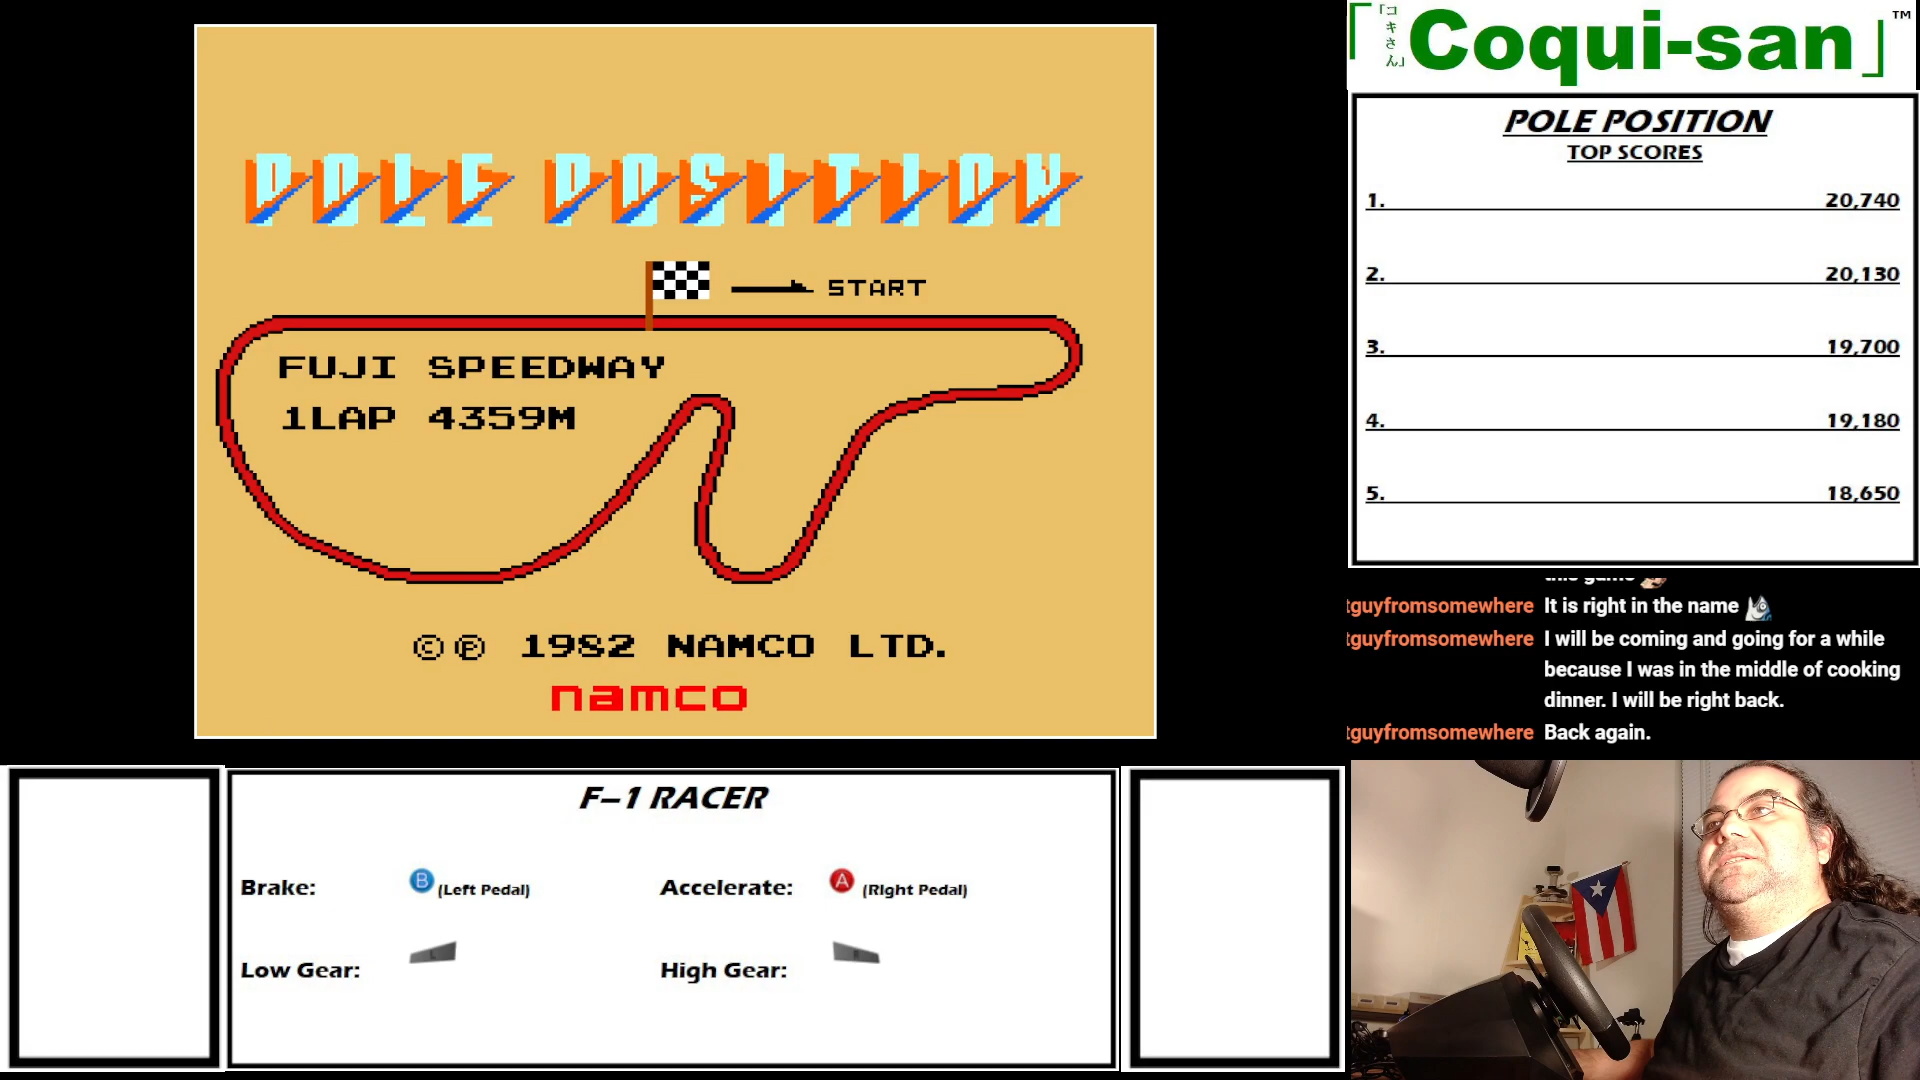 POLE POSITION
START
FUJI SPEEDWAY
1LAP 4359M
©℗ 1982 NAMCO LTD.
namco
「コキさん」
「Coqui-san」™
POLE POSITION
TOP SCORES
1. 20,740
2. 20,130
3. 19,700
4. 19,180
5. 18,650
this game
tguyfromsomewhere It is right in the name
tguyfromsomewhere I will be coming and going for a while
because I was in the middle of cooking
dinner. I will be right back.
tguyfromsomewhere Back again.
F-1 RACER
Brake: B (Left Pedal) Accelerate: A (Right Pedal)
Low Gear: L High Gear: R